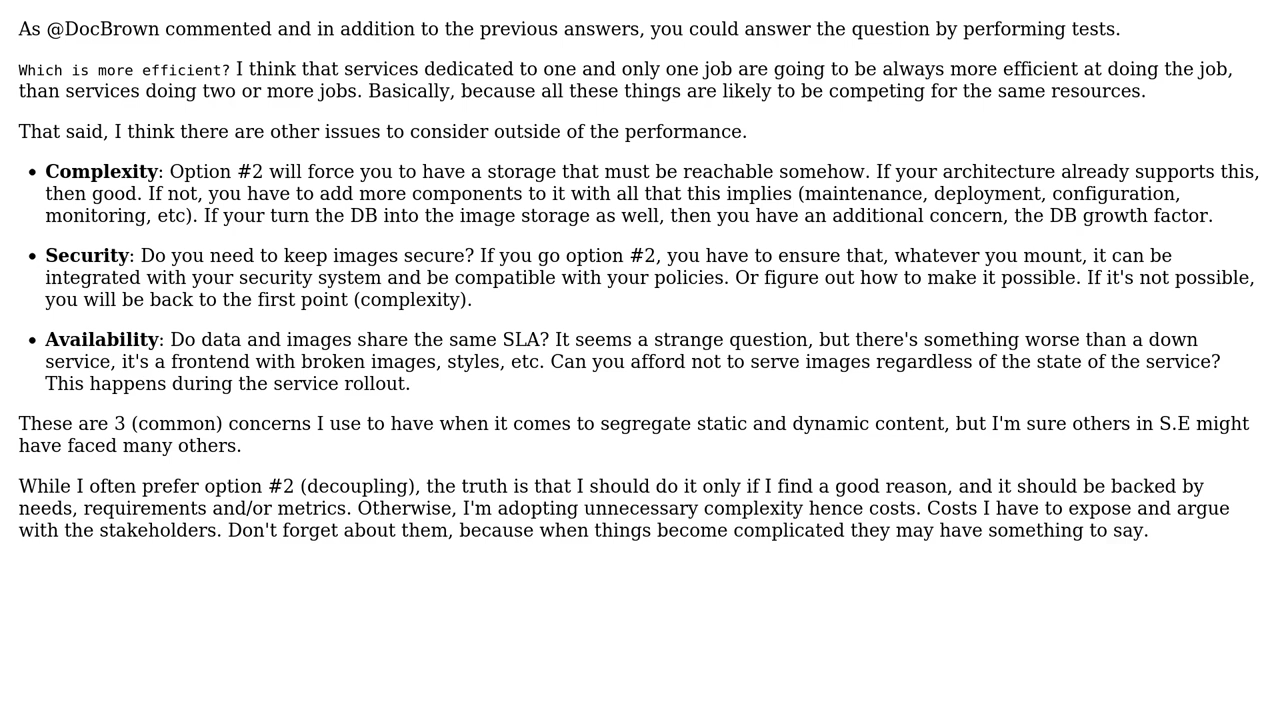 As @DocBrown commented and in addition to the previous answers, you could answer the question by performing tests.
Which is more efficient? I think that services dedicated to one and only one job are going to be always more efficient at doing the job,
than services doing two or more jobs. Basically, because all these things are likely to be competing for the same resources.
That said, I think there are other issues to consider outside of the performance.
• Complexity: Option #2 will force you to have a storage that must be reachable somehow. If your architecture already supports this,
then good. If not, you have to add more components to it with all that this implies (maintenance, deployment, configuration,
monitoring, etc). If your turn the DB into the image storage as well, then you have an additional concern, the DB growth factor.
• Security: Do you need to keep images secure? If you go option #2, you have to ensure that, whatever you mount, it can be
integrated with your security system and be compatible with your policies. Or figure out how to make it possible. If it's not possible,
you will be back to the first point (complexity).
• Availability: Do data and images share the same SLA? It seems a strange question, but there's something worse than a down
service, it's a frontend with broken images, styles, etc. Can you afford not to serve images regardless of the state of the service?
This happens during the service rollout.
These are 3 (common) concerns I use to have when it comes to segregate static and dynamic content, but I'm sure others in S.E might
have faced many others.
While I often prefer option #2 (decoupling), the truth is that I should do it only if I find a good reason, and it should be backed by
needs, requirements and/or metrics. Otherwise, I'm adopting unnecessary complexity hence costs. Costs I have to expose and argue
with the stakeholders. Don't forget about them, because when things become complicated they may have something to say.